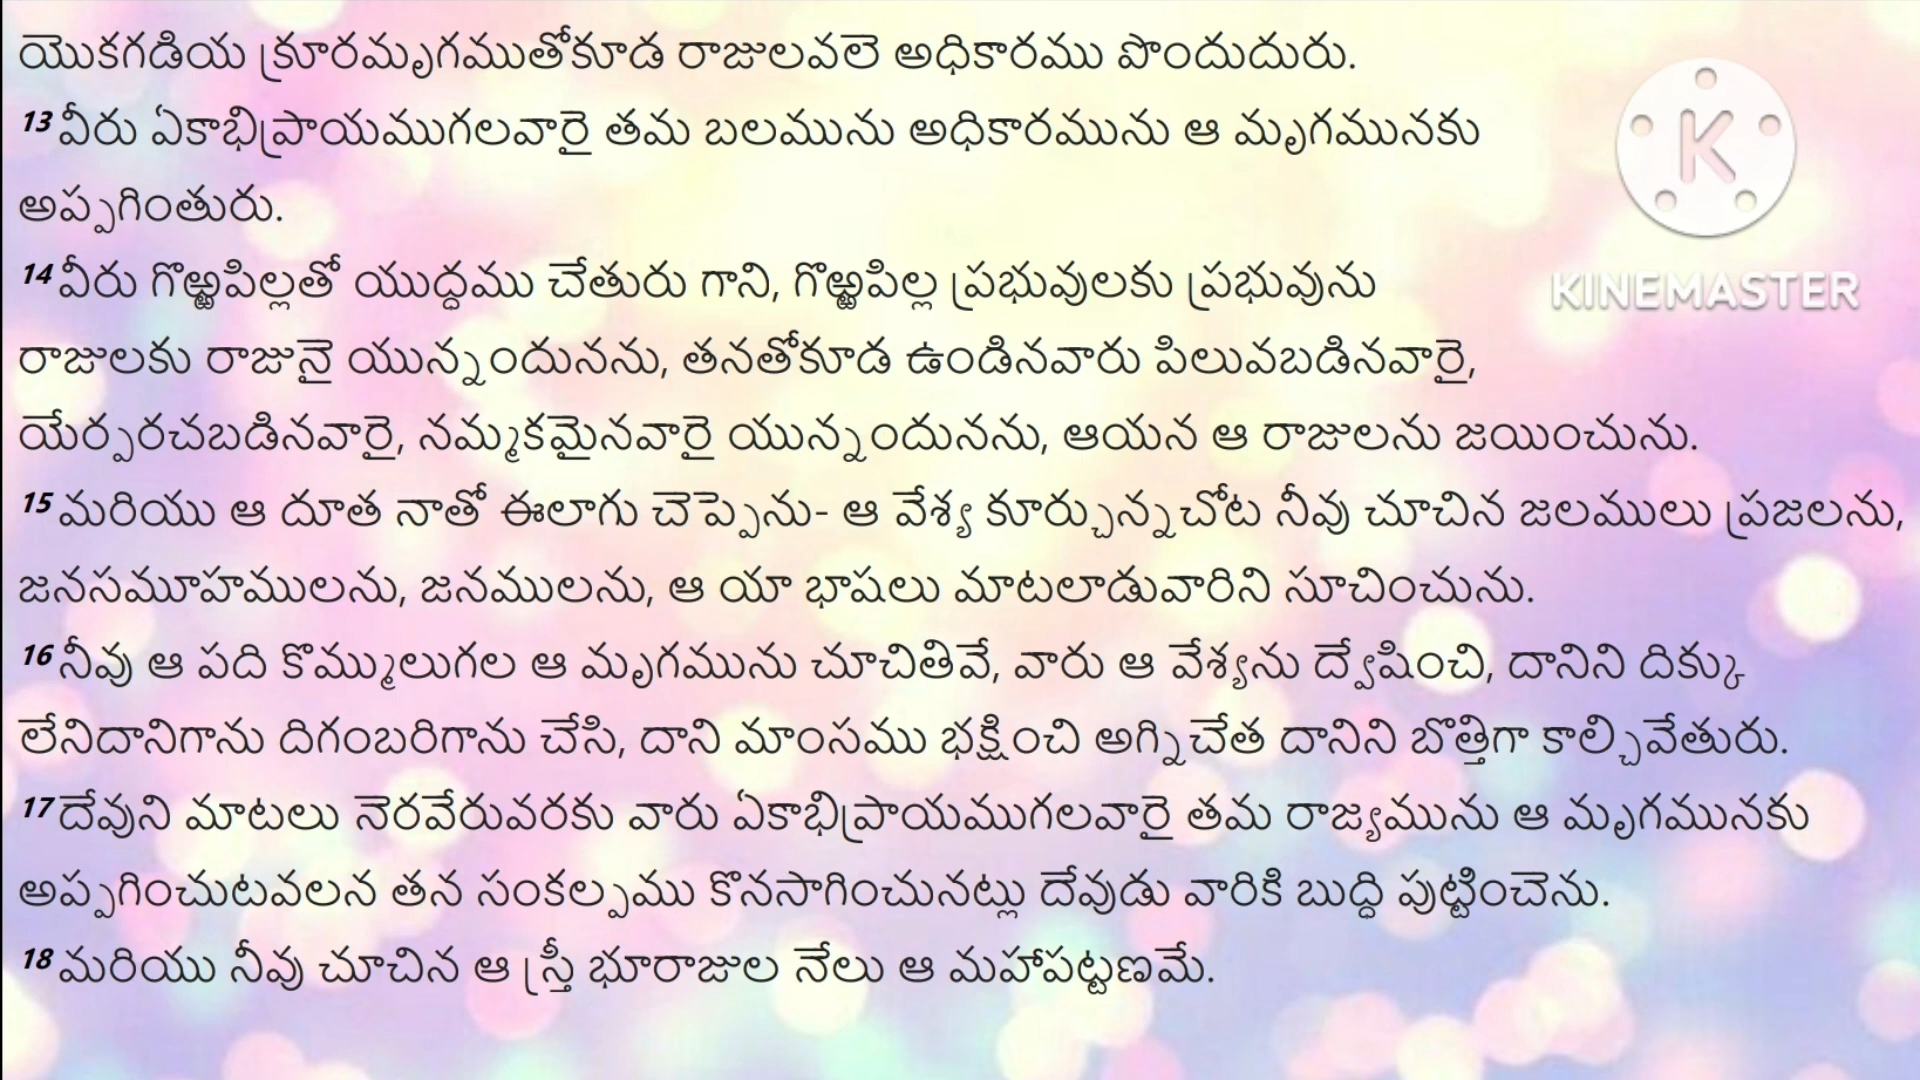 యొకగడియ క్రూరమృగముతోకూడ రాజులవలె అధికారము పొందుదురు.
13 వీరు ఏకాభిప్రాయముగలవారై తమ బలమును అధికారమును ఆ మృగమునకు
అప్పగింతురు.
14 వీరు గొఱ్ఱపిల్లతో యుద్ధము చేతురు గాని, గొఱ్ఱపిల్ల ప్రభువులకు ప్రభువును
రాజులకు రాజునై యున్నందునను, తనతోకూడ ఉండినవారు పిలువబడినవారై,
యేర్పరచబడినవారై, నమ్మకమైనవారై యున్నందునను, ఆయన ఆ రాజులను జయించును.
15 మరియు ఆ దూత నాతో ఈలాగు చెప్పెను- ఆ వేశ్య కూర్చున్నచోట నీవు చూచిన జలములు ప్రజలను,
జనసమూహములను, జనములను, ఆ యా భాషలు మాటలాడువారిని సూచించును.
16 నీవు ఆ పది కొమ్ములుగల ఆ మృగమును చూచితివే, వారు ఆ వేశ్యను ద్వేషించి, దానిని దిక్కు
లేనిదానిగాను దిగంబరిగాను చేసి, దాని మాంసము భక్షించి అగ్నిచేత దానిని బొత్తిగా కాల్చివేతురు.
17 దేవుని మాటలు నెరవేరువరకు వారు ఏకాభిప్రాయముగలవారై తమ రాజ్యమును ఆ మృగమునకు
అప్పగించుటవలన తన సంకల్పము కొనసాగించునట్లు దేవుడు వారికి బుద్ధి పుట్టించెను.
18 మరియు నీవు చూచిన ఆ స్త్రీ భూరాజుల నేలు ఆ మహాపట్టణమే.
K
KINEMASTER